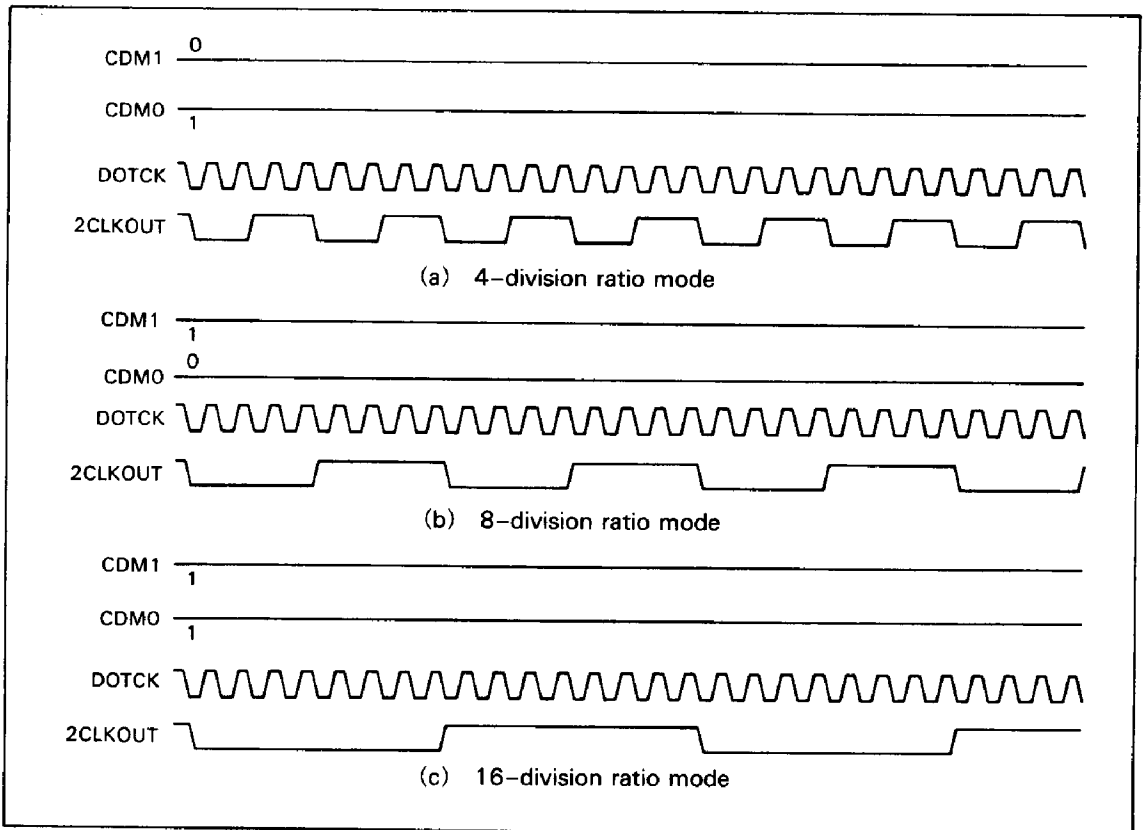 CDM1 0
CDM0 1
DOTCK
2CLKOUT
(a) 4-division ratio mode
CDM1 1
CDM0 0
DOTCK
2CLKOUT
(b) 8-division ratio mode
CDM1 1
CDM0 1
DOTCK
2CLKOUT
(c) 16-division ratio mode